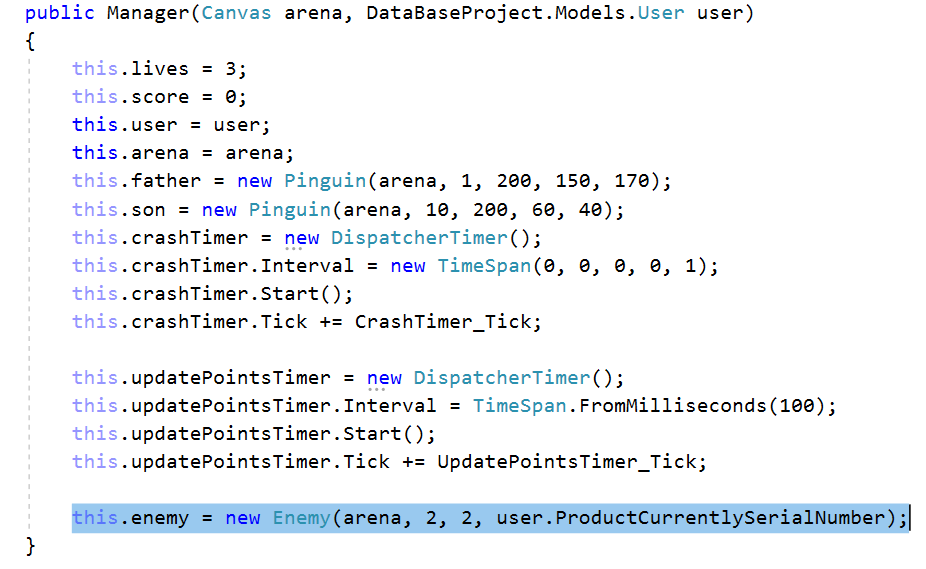 public Manager(Canvas arena, DataBaseProject.Models.User user)
{
this.lives = 3;
this.score = 0;
this.user = user;
this.arena = arena;
this.father = new Pinguin(arena, 1, 200, 150, 170);
this.son = new Pinguin(arena, 10, 200, 60, 40);
this.crashTimer = new DispatcherTimer();
this.crashTimer.Interval = new TimeSpan(0, 0, 0, 0, 1);
this.crashTimer.Start();
this.crashTimer.Tick += CrashTimer_Tick;
this.updatePointsTimer = new DispatcherTimer();
this.updatePointsTimer.Interval = TimeSpan.FromMilliseconds(100);
this.updatePointsTimer.Start();
this.updatePointsTimer.Tick += UpdatePointsTimer_Tick;
this.enemy = new Enemy(arena, 2, 2, user.ProductCurrentlySerialNumber);
}